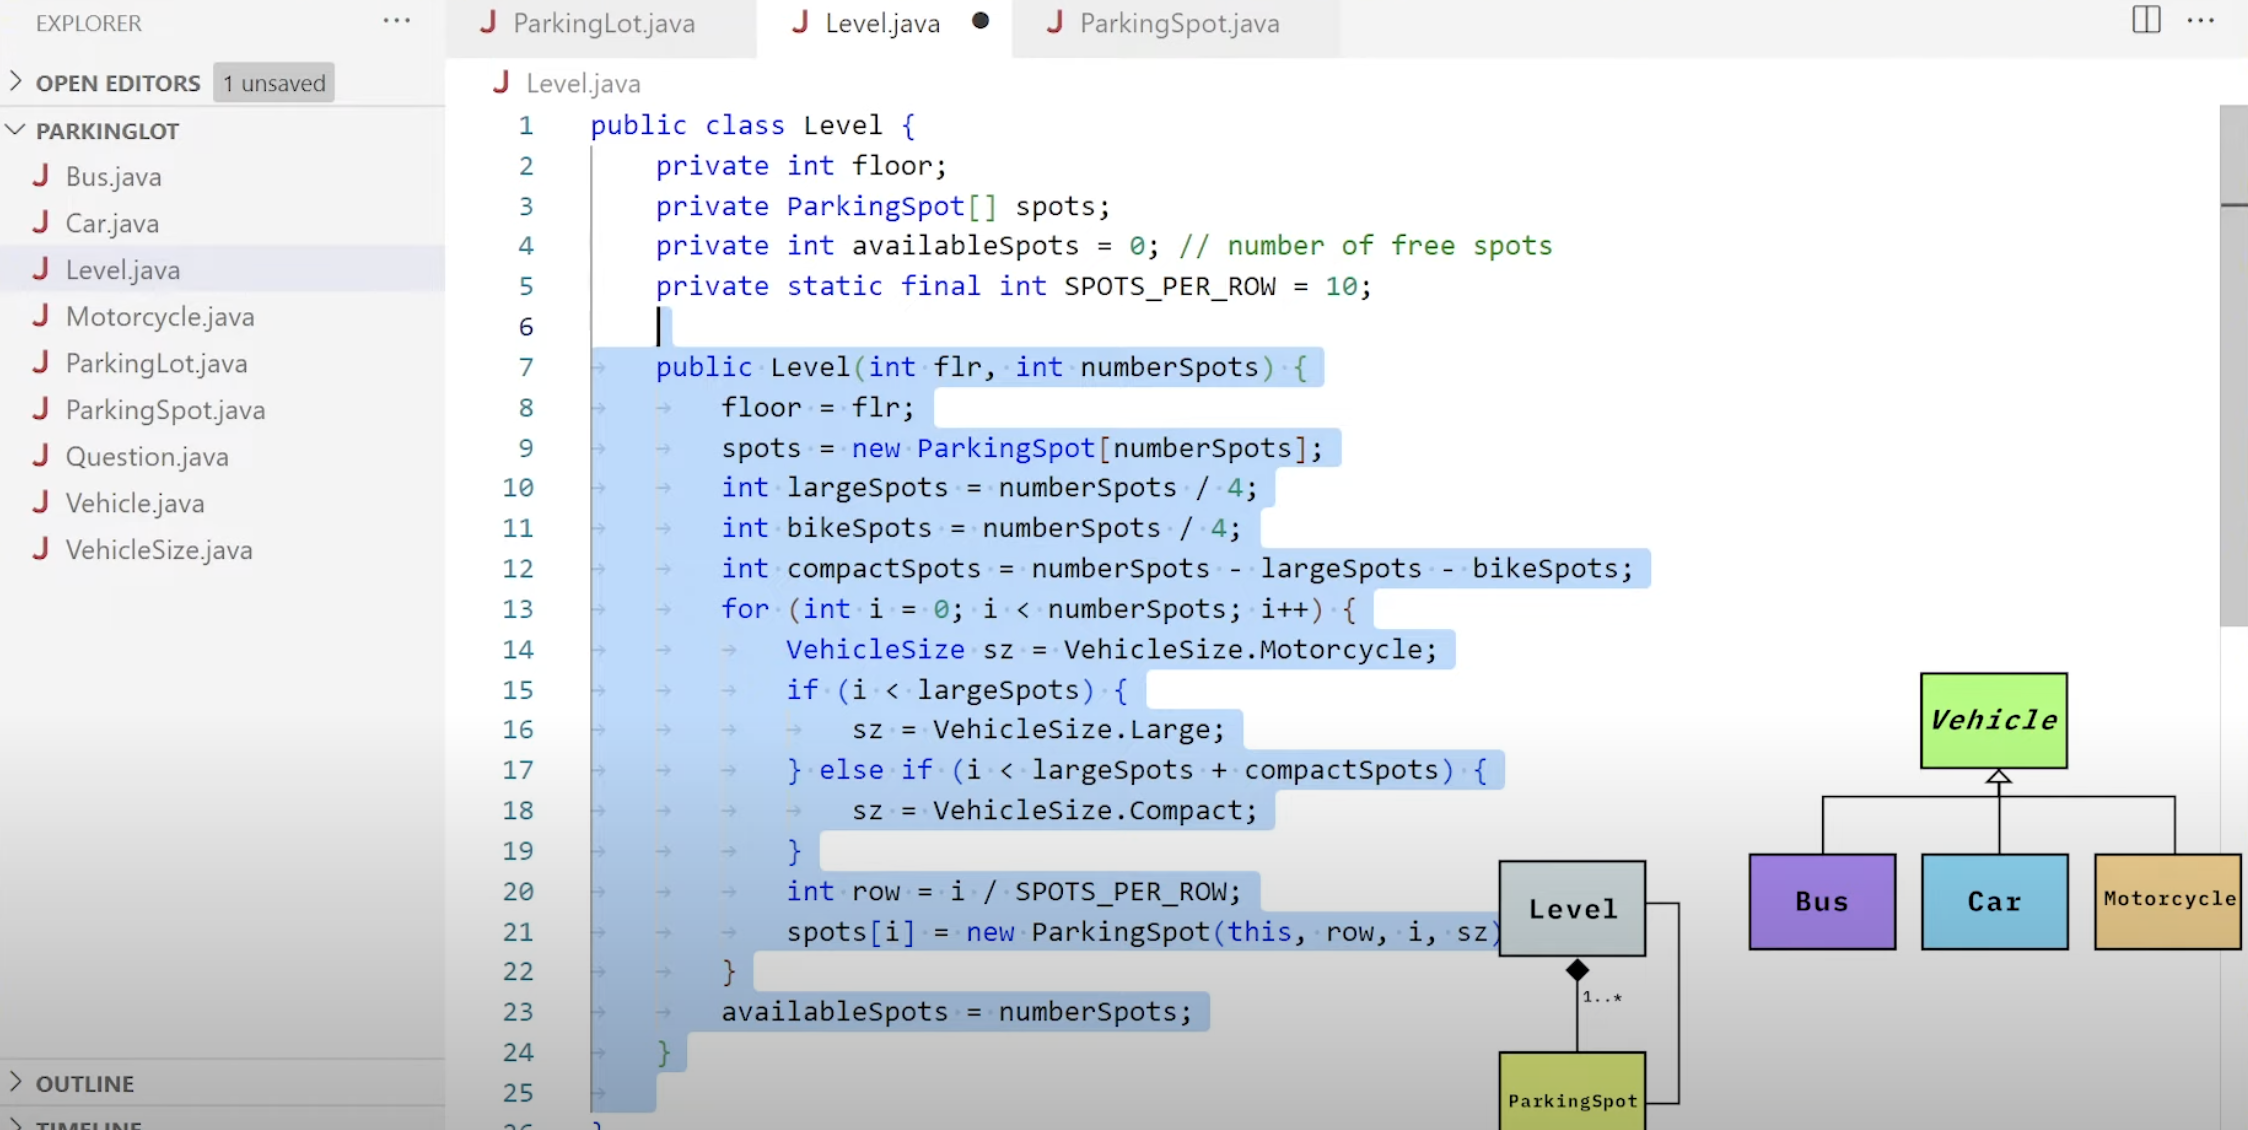 EXPLORER
OPEN EDITORS 1 unsaved
PARKINGLOT
J Bus.java
J Car.java
J Level.java
J Motorcycle.java
J ParkingLot.java
J ParkingSpot.java
J Question.java
J Vehicle.java
J VehicleSize.java
OUTLINE
TIMELINE
J ParkingLot.java J Level.java J ParkingSpot.java
J Level.java
1 public class Level {
2 private int floor;
3 private ParkingSpot[] spots;
4 private int availableSpots = 0; // number of free spots
5 private static final int SPOTS_PER_ROW = 10;
6
7 public Level(int flr, int numberSpots) {
8 floor = flr;
9 spots = new ParkingSpot[numberSpots];
10 int largeSpots = numberSpots / 4;
11 int bikeSpots = numberSpots / 4;
12 int compactSpots = numberSpots - largeSpots - bikeSpots;
13 for (int i = 0; i < numberSpots; i++) {
14 VehicleSize sz = VehicleSize.Motorcycle;
15 if (i < largeSpots) {
16 sz = VehicleSize.Large;
17 } else if (i < largeSpots + compactSpots) {
18 sz = VehicleSize.Compact;
19 }
20 int row = i / SPOTS_PER_ROW;
21 spots[i] = new ParkingSpot(this, row, i, sz)
22 }
23 availableSpots = numberSpots;
24 }
25
26 }
Vehicle
Bus Car Motorcycle
Level
1..*
ParkingSpot